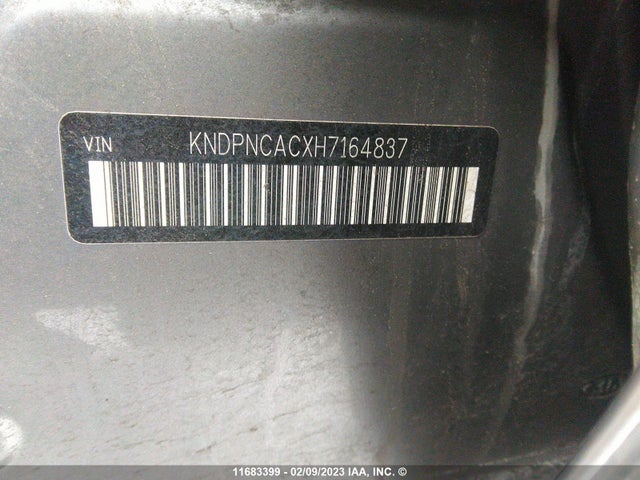 VIN KNDPNCACXH7164837
11683399 - 02/09/2023 IAA, INC. ©